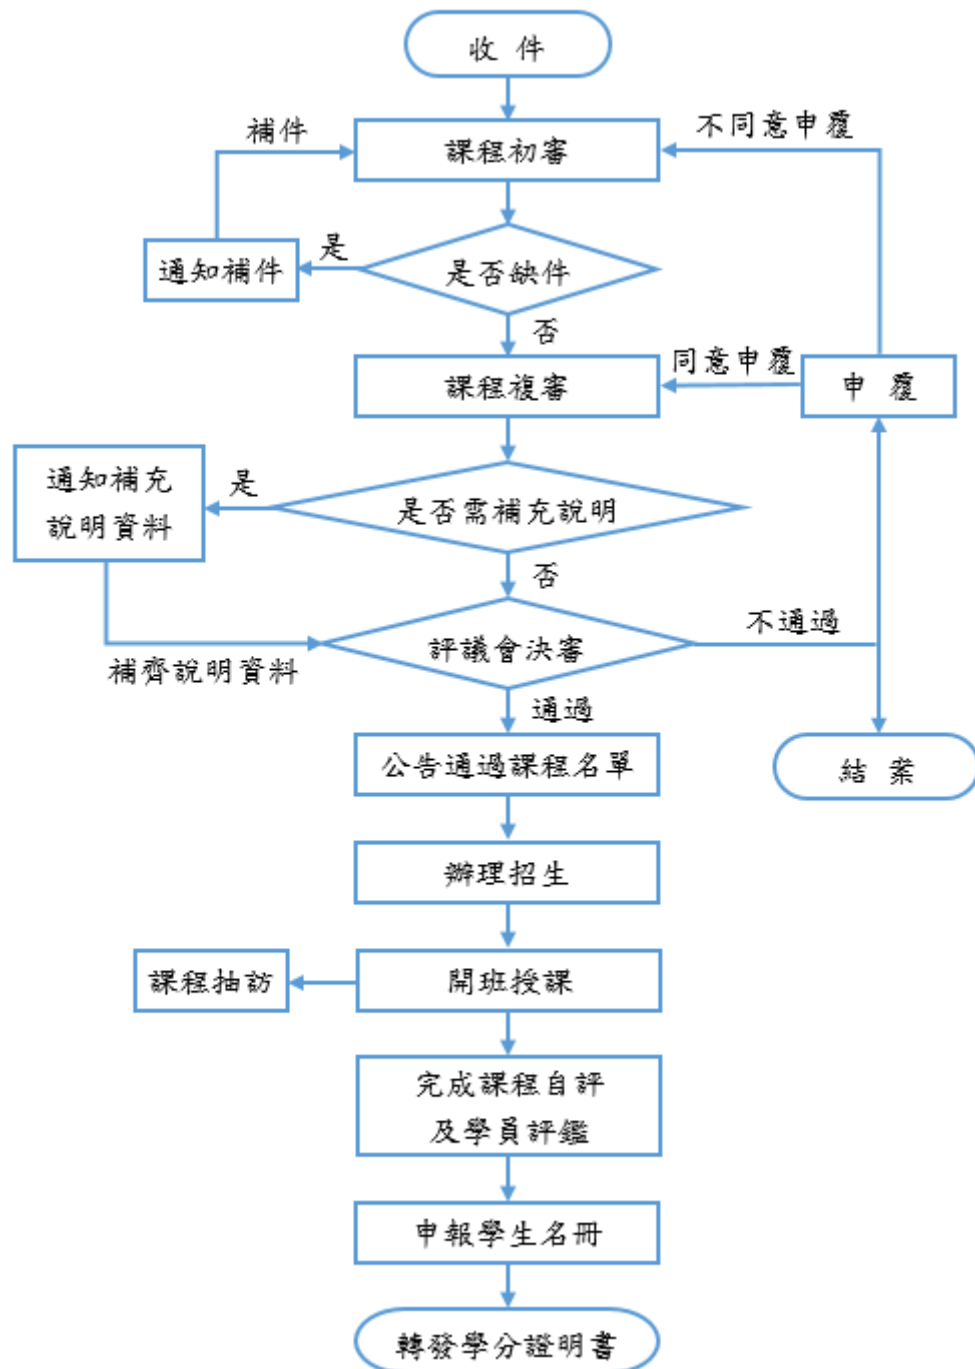 收 件
補件
不同意申覆
課程初審
是
通知補件
是否缺件
否
同意申覆
課程複審
申 覆
通知補充
說明資料
是
是否需補充說明
否
不通過
評議會決審
補齊說明資料
通過
公告通過課程名單
結 案
辦理招生
課程抽訪
開班授課
完成課程自評
及學員評鑑
申報學生名冊
轉發學分證明書